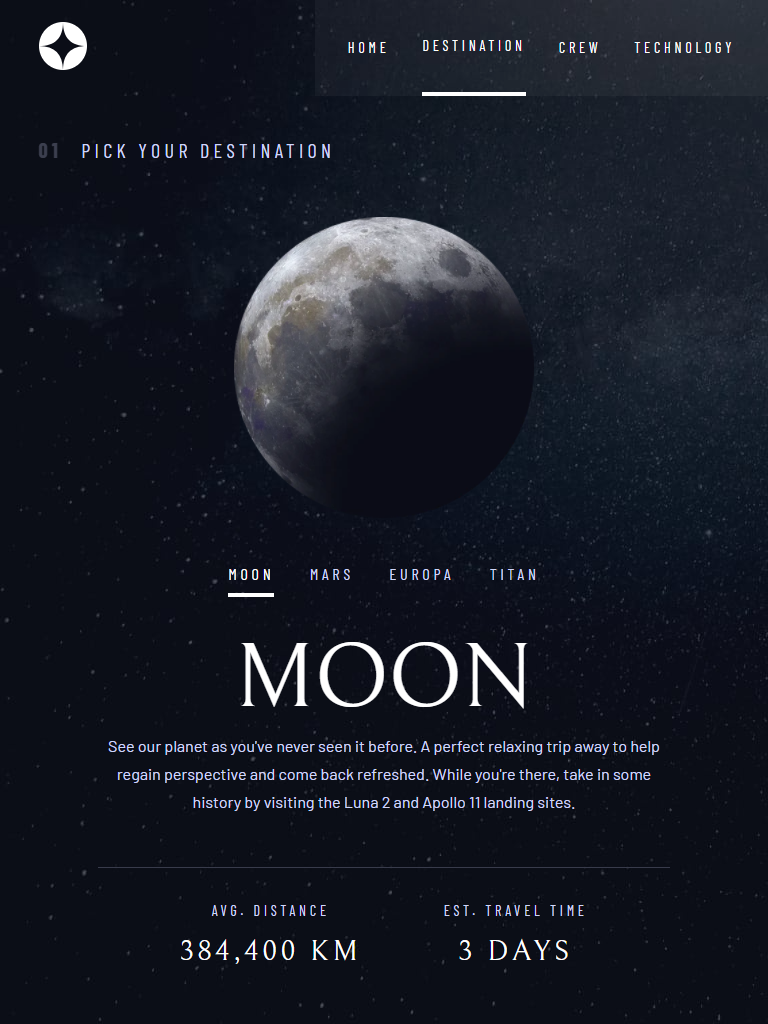 HOME DESTINATION CREW TECHNOLOGY
01 PICK YOUR DESTINATION
MOON MARS EUROPA TITAN
MOON
See our planet as you've never seen it before. A perfect relaxing trip away to help
regain perspective and come back refreshed. While you're there, take in some
history by visiting the Luna 2 and Apollo 11 landing sites.
AVG. DISTANCE EST. TRAVEL TIME
384,400 KM 3 DAYS